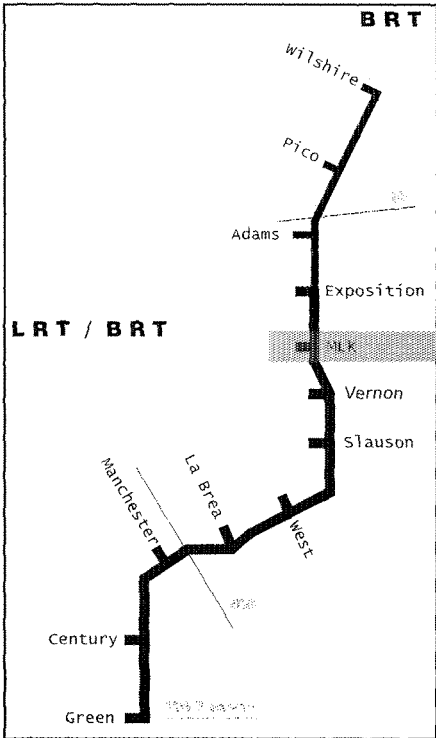 BRT
Wilshire
Pico
Adams
Exposition
LRT / BRT
MLK
Vernon
Slauson
La Brea
Manchester
West
Century
Green